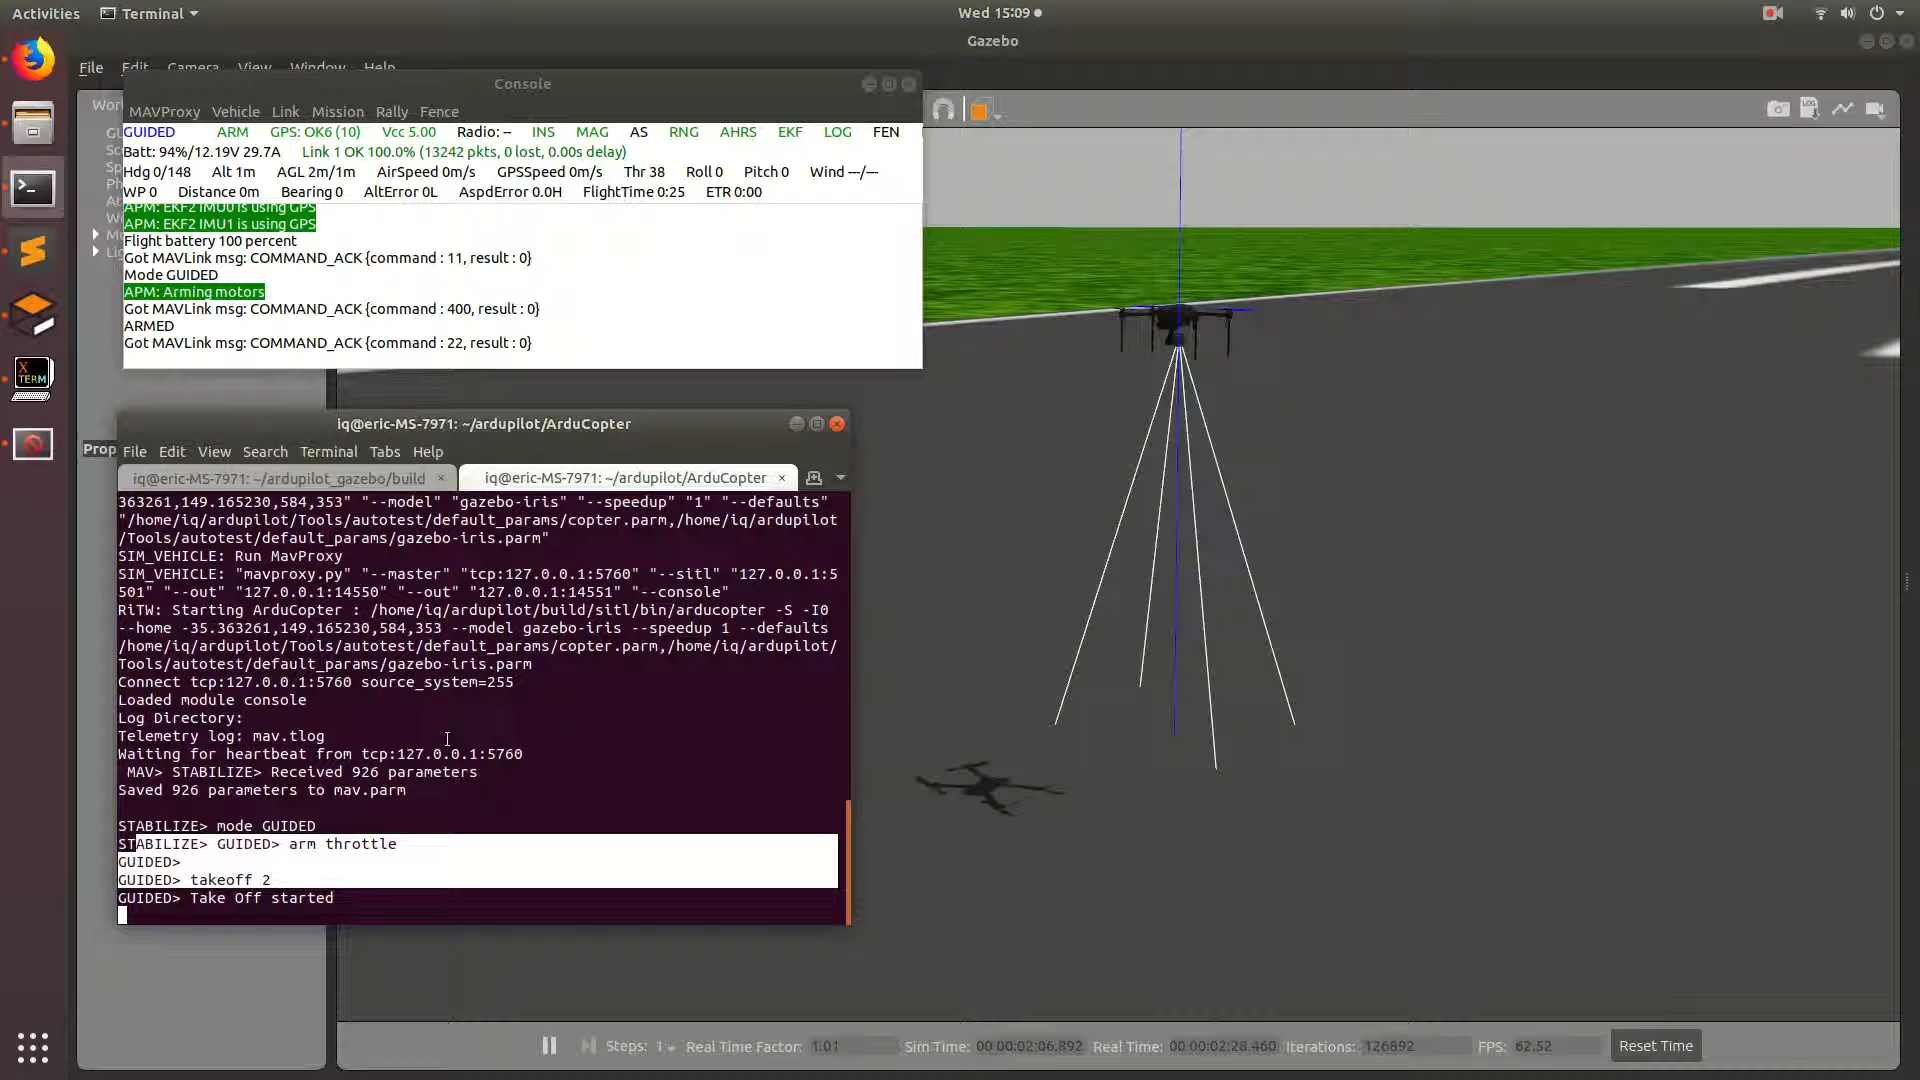 Activities
Terminal
Wed 15:09
Gazebo
File Edit Camera View Window Help
Console
MAVProxy Vehicle Link Mission Rally Fence
GUIDED ARM GPS: OK6 (10) Vcc 5.00 Radio: -- INS MAG AS RNG AHRS EKF LOG FEN
Batt: 94%/12.19V 29.7A Link 1 OK 100.0% (13242 pkts, 0 lost, 0.00s delay)
Hdg 0/148 Alt 1m AGL 2m/1m AirSpeed 0m/s GPSSpeed 0m/s Thr 38 Roll 0 Pitch 0 Wind ---/---
WP 0 Distance 0m Bearing 0 AltError 0L AspdError 0.0H FlightTime 0:25 ETR 0:00
APM: EKF2 IMU0 is using GPS
APM: EKF2 IMU1 is using GPS
Flight battery 100 percent
Got MAVLink msg: COMMAND_ACK {command : 11, result : 0}
Mode GUIDED
APM: Arming motors
Got MAVLink msg: COMMAND_ACK {command : 400, result : 0}
ARMED
Got MAVLink msg: COMMAND_ACK {command : 22, result : 0}
LOG
X
TERM
Prop
iq@eric-MS-7971: ~/ardupilot/ArduCopter
File Edit View Search Terminal Tabs Help
iq@eric-MS-7971: ~/ardupilot_gazebo/build × iq@eric-MS-7971: ~/ardupilot/ArduCopter ×
363261,149.165230,584,353" "--model" "gazebo-iris" "--speedup" "1" "--defaults"
"/home/iq/ardupilot/Tools/autotest/default_params/copter.parm,/home/iq/ardupilot
/Tools/autotest/default_params/gazebo-iris.parm"
SIM_VEHICLE: Run MavProxy
SIM_VEHICLE: "mavproxy.py" "--master" "tcp:127.0.0.1:5760" "--sitl" "127.0.0.1:5
501" "--out" "127.0.0.1:14550" "--out" "127.0.0.1:14551" "--console"
RiTW: Starting ArduCopter : /home/iq/ardupilot/build/sitl/bin/arducopter -S -I0
--home -35.363261,149.165230,584,353 --model gazebo-iris --speedup 1 --defaults
/home/iq/ardupilot/Tools/autotest/default_params/copter.parm,/home/iq/ardupilot/
Tools/autotest/default_params/gazebo-iris.parm
Connect tcp:127.0.0.1:5760 source_system=255
Loaded module console
Log Directory:
Telemetry log: mav.tlog
Waiting for heartbeat from tcp:127.0.0.1:5760
MAV> STABILIZE> Received 926 parameters
Saved 926 parameters to mav.parm
STABILIZE> mode GUIDED
STABILIZE> GUIDED> arm throttle
GUIDED>
GUIDED> takeoff 2
GUIDED> Take Off started
Steps: 1 Real Time Factor: 1.01 Sim Time: 00 00:02:06.892 Real Time: 00 00:02:28.460 Iterations: 126892 FPS: 62.52 Reset Time